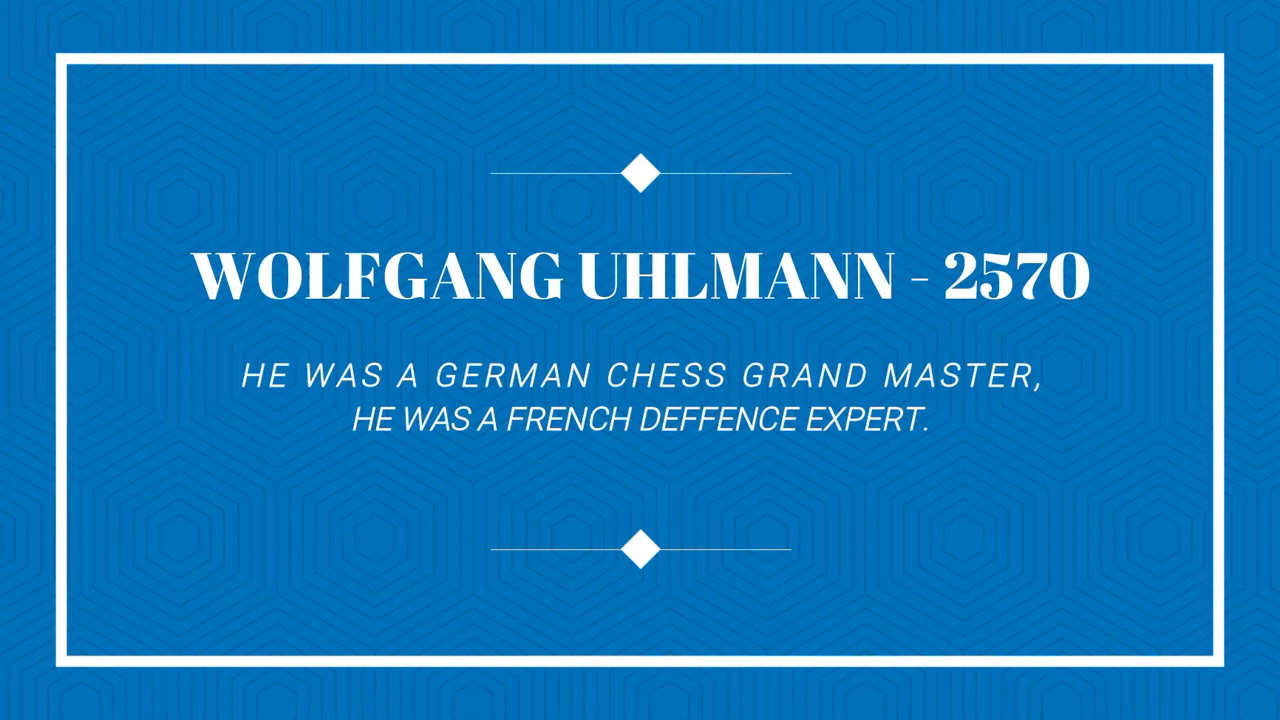 WOLFGANG UHLMANN - 2570
HE WAS A GERMAN CHESS GRAND MASTER,
HE WAS A FRENCH DEFFENCE EXPERT.